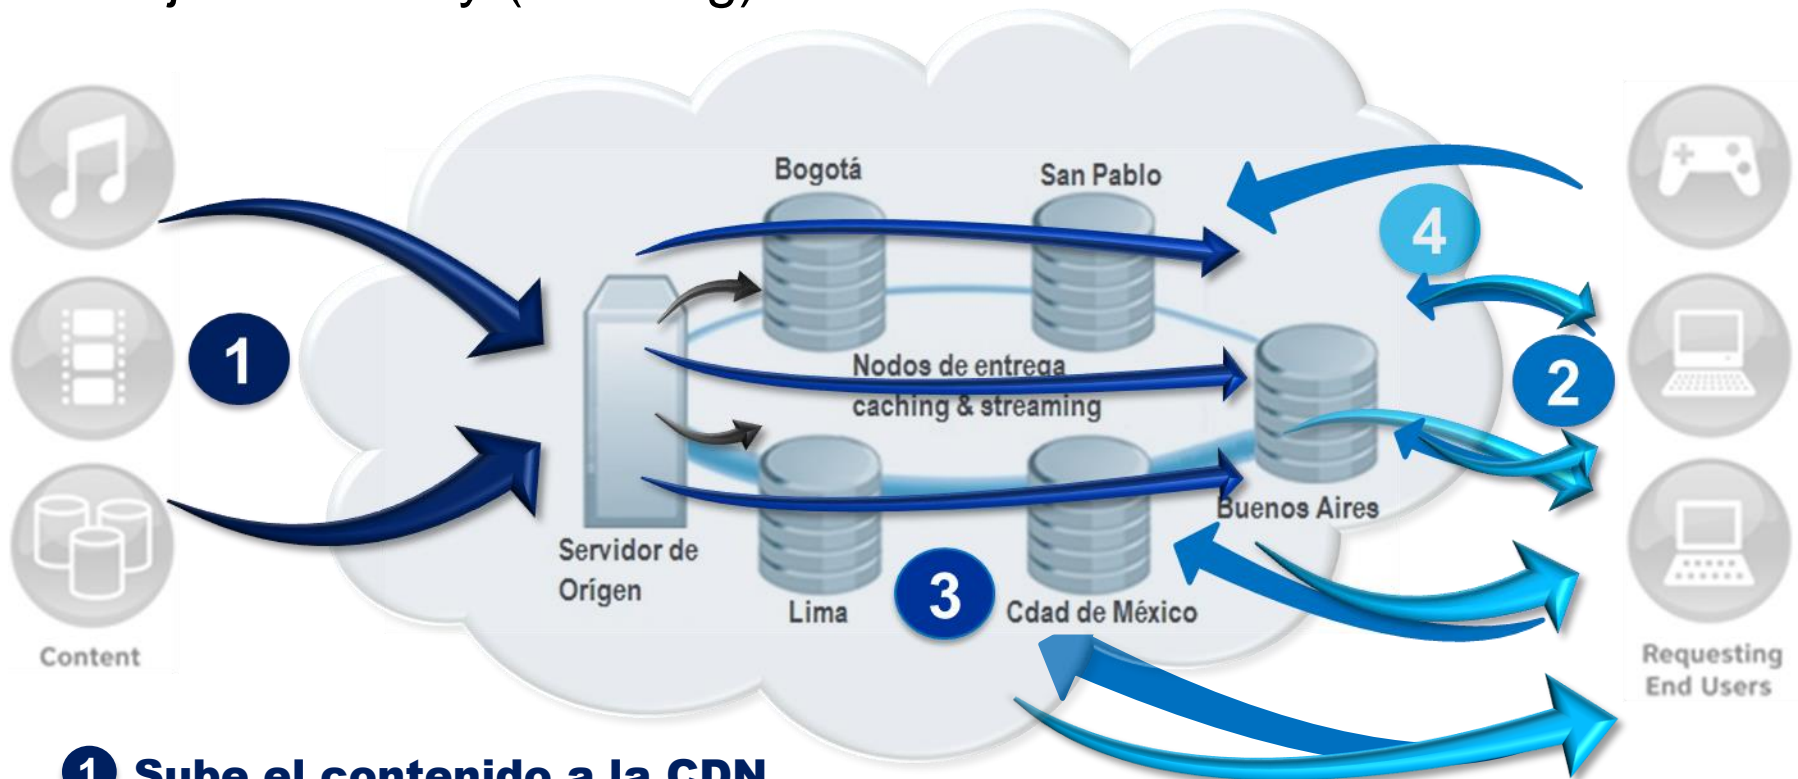 Bogotá
San Pablo
4
1
2
Nodos de entrega
caching & streaming
Buenos Aires
Servidor de
Orígen
3
Lima
Cdad de México
Content
Requesting
End Users
1 Sube el contenido a la CDN